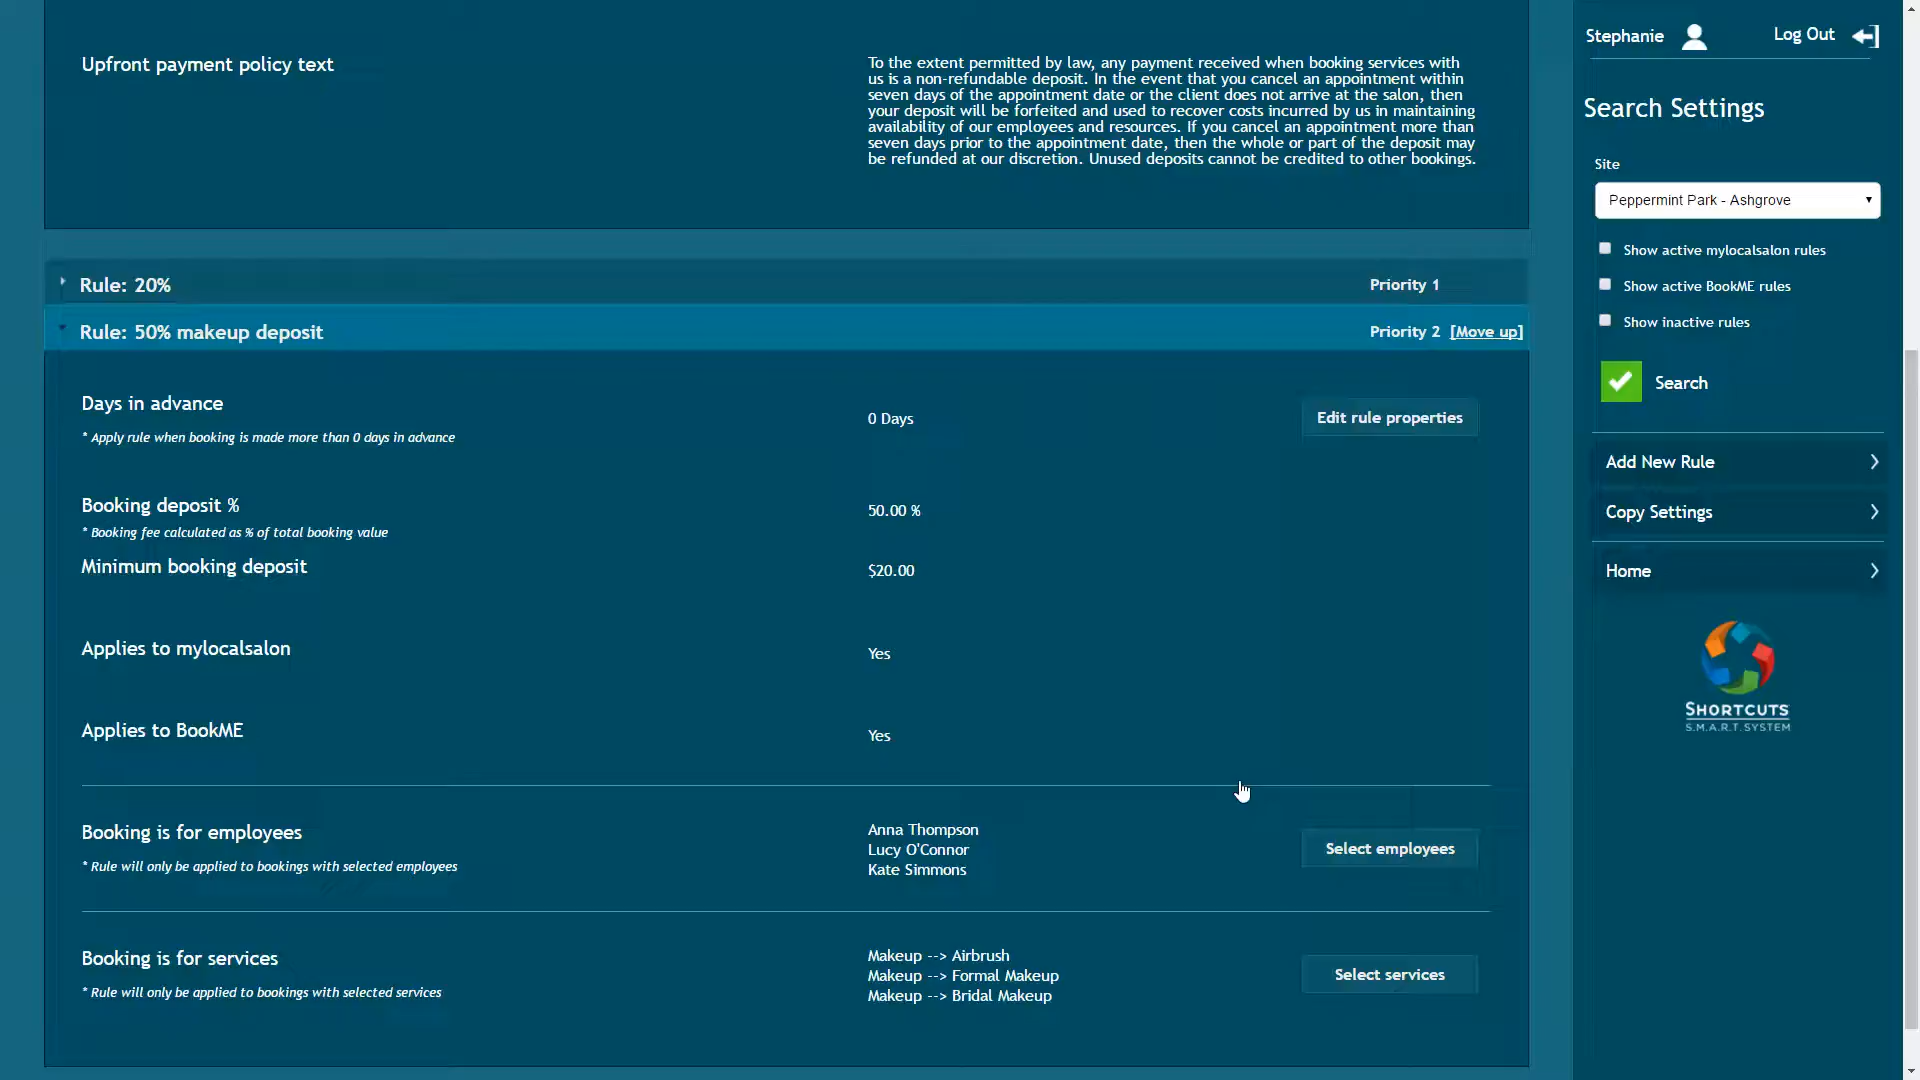 Upfront payment policy text
To the extent permitted by law, any payment received when booking services with
us is a non-refundable deposit. In the event that you cancel an appointment within
seven days of the appointment date or the client does not arrive at the salon, then
your deposit will be forfeited and used to recover costs incurred by us in maintaining
availability of our employees and resources. If you cancel an appointment more than
seven days prior to the appointment date, then the whole or part of the deposit may
be refunded at our discretion. Unused deposits cannot be credited to other bookings.
Rule: 20% Priority 1
Rule: 50% makeup deposit Priority 2 [Move up]
Days in advance 0 Days Edit rule properties
* Apply rule when booking is made more than 0 days in advance
Booking deposit % 50.00 %
* Booking fee calculated as % of total booking value
Minimum booking deposit $20.00
Applies to mylocalsalon Yes
Applies to BookME Yes
Booking is for employees
* Rule will only be applied to bookings with selected employees
Anna Thompson
Lucy O'Connor
Kate Simmons
Select employees
Booking is for services
* Rule will only be applied to bookings with selected services
Makeup --> Airbrush
Makeup --> Formal Makeup
Makeup --> Bridal Makeup
Select services
Stephanie Log Out
Search Settings
Site
Peppermint Park - Ashgrove
Show active mylocalsalon rules
Show active BookME rules
Show inactive rules
Search
Add New Rule
Copy Settings
Home
SHORTCUTS
S.M.A.R.T. SYSTEM